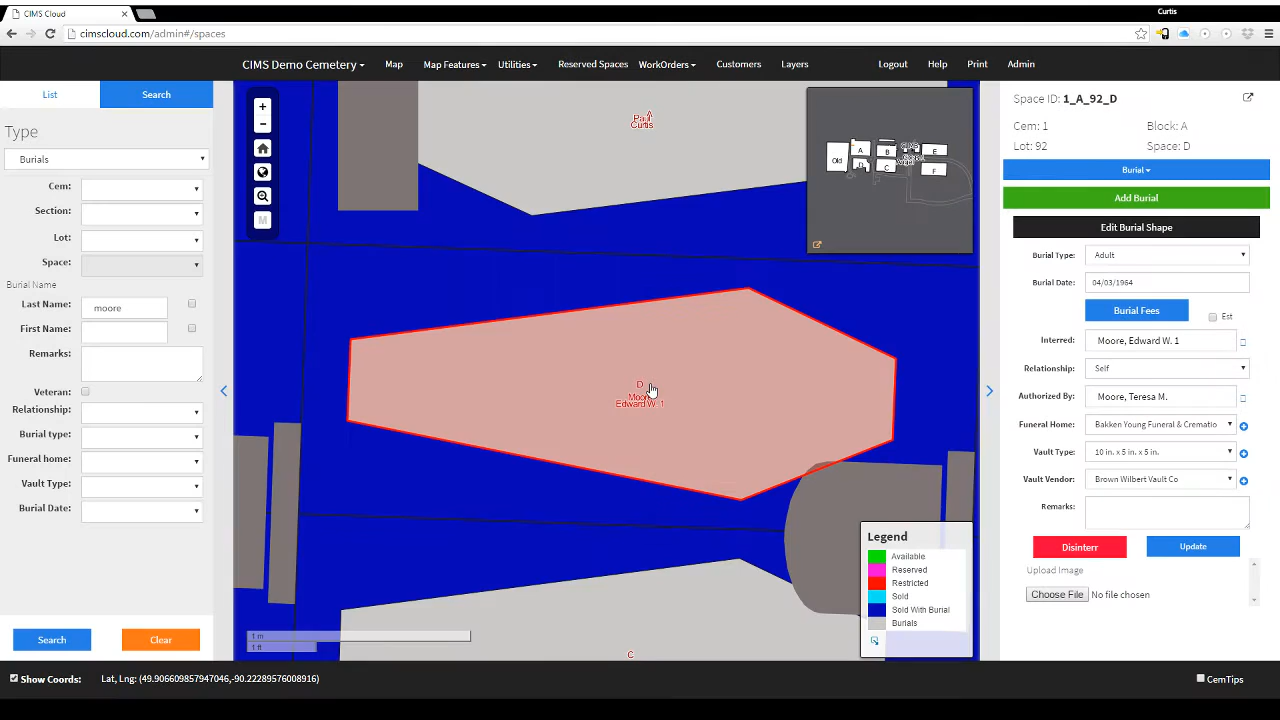 CIMS Cloud
Curtis
cimscloud.com/admin#/spaces
CIMS Demo Cemetery Map Map Features Utilities Reserved Spaces WorkOrders Customers Layers Logout Help Print Admin
List Search
Type
Burials
Cem:
Section:
Lot:
Space:
Burial Name
Last Name: moore
First Name:
Remarks:
Veteran:
Relationship:
Burial type:
Funeral home:
Vault Type:
Burial Date:
Search Clear
+
−
M
A
Paul
Curtis
D
Moore
Edward W. 1
C
1 m
1 ft
Old A B E
D C F
Legend
Available
Reserved
Restricted
Sold
Sold With Burial
Burials
Space ID: 1_A_92_D
Cem: 1 Block: A
Lot: 92 Space: D
Burial
Add Burial
Edit Burial Shape
Burial Type: Adult
Burial Date: 04/03/1964
Burial Fees Est
Interred: Moore, Edward W. 1
Relationship: Self
Authorized By: Moore, Teresa M.
Funeral Home: Bakken Young Funeral & Crematio
Vault Type: 10 in. x 5 in. x 5 in.
Vault Vendor: Brown Wilbert Vault Co
Remarks:
Disinterr Update
Upload Image
Choose File No file chosen
Show Coords: Lat, Lng: (49.906609857947046,-90.22289576008916)
CemTips